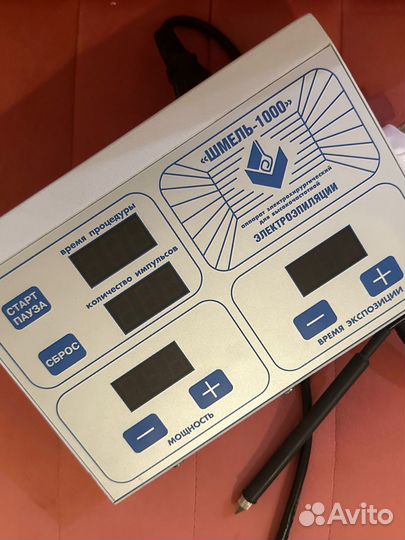 «ШМЕЛЬ-1000»
аппарат электрохирургический
для высокочастотной
ЭЛЕКТРОЭПИЛЯЦИИ
время процедуры
количество импульсов
СТАРТ
ПАУЗА
СБРОС
МОЩНОСТЬ
ВРЕМЯ ЭКСПОЗИЦИИ
Avito